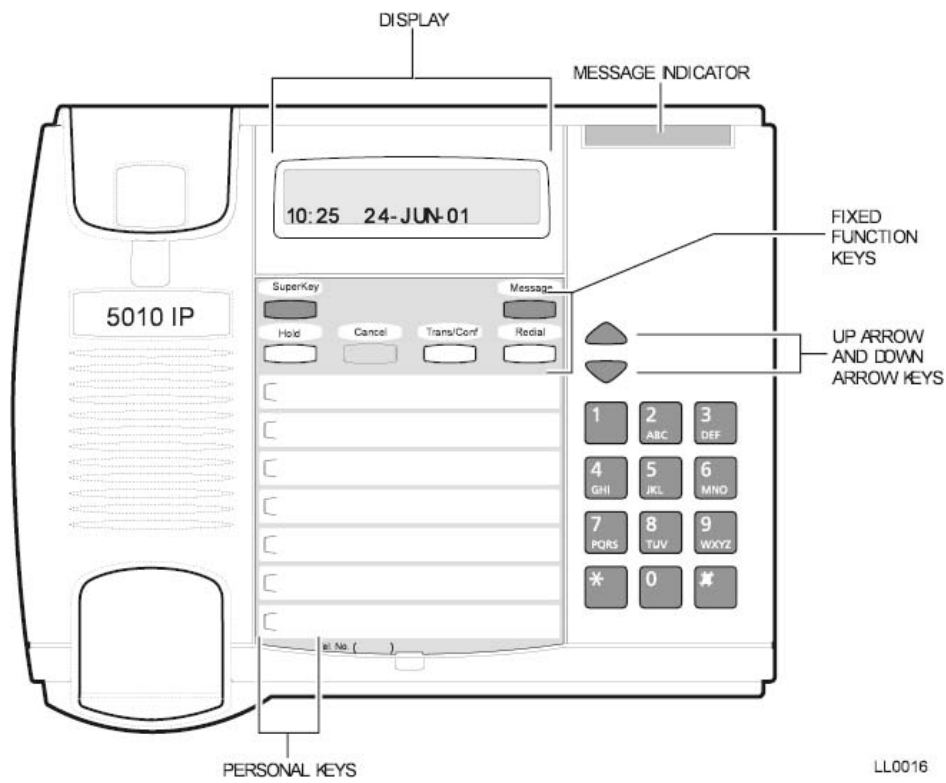 DISPLAY
MESSAGE INDICATOR
10:25 24-JUN-01
FIXED
FUNCTION
KEYS
SuperKey Message
5010 IP
Hold Cancel Trans/Conf Redial
UP ARROW
AND DOWN
ARROW KEYS
1 2 3
ABC DEF
4 5 6
GHI JKL MNO
7 8 9
PQRS TUV WXYZ
* 0 #
No. ( )
PERSONAL KEYS
LL0016